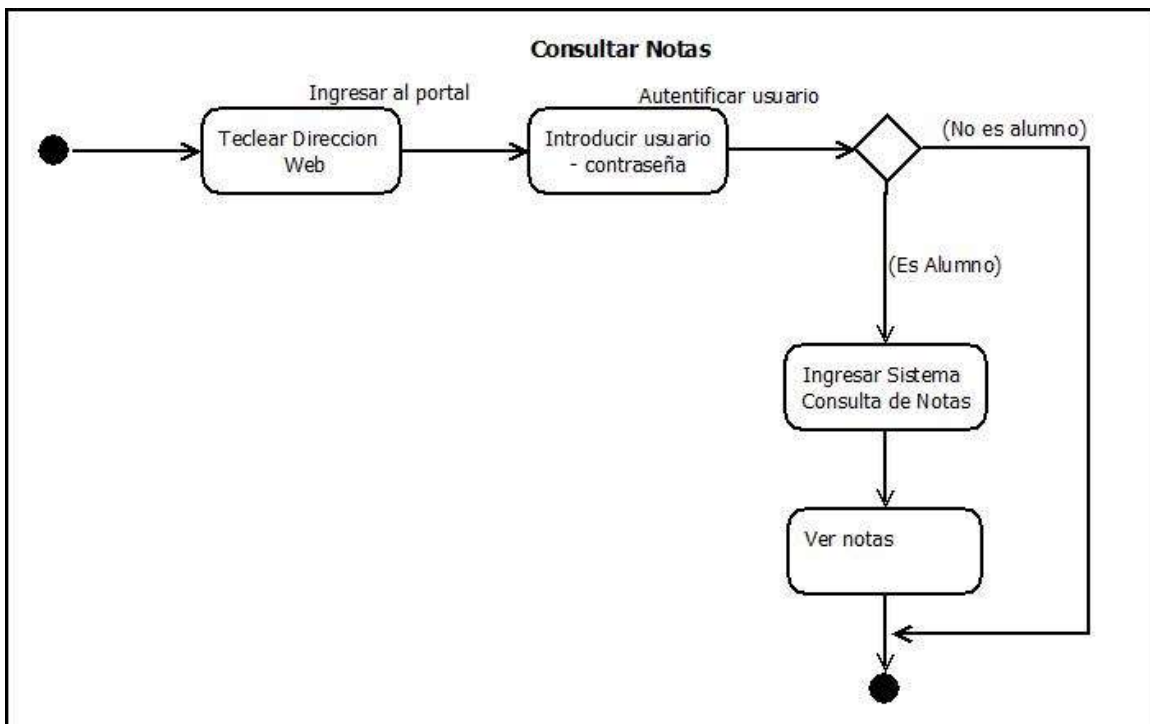 Consultar Notas
Ingresar al portal
Autentificar usuario
Teclear Direccion
Web
Introducir usuario
- contraseña
(No es alumno)
(Es Alumno)
Ingresar Sistema
Consulta de Notas
Ver notas